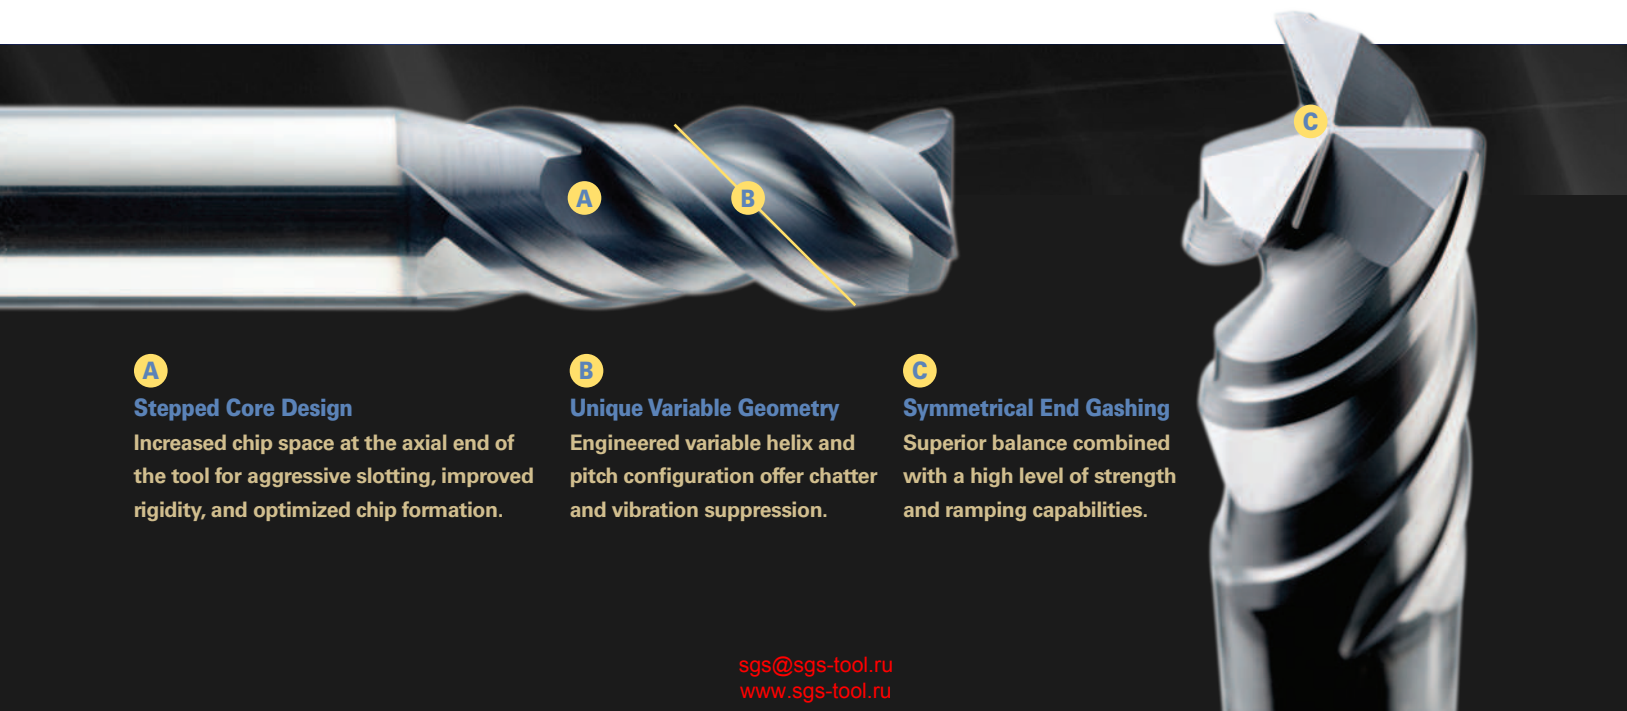 C
A
B
A
Stepped Core Design
Increased chip space at the axial end of
the tool for aggressive slotting, improved
rigidity, and optimized chip formation.
B
Unique Variable Geometry
Engineered variable helix and
pitch configuration offer chatter
and vibration suppression.
C
Symmetrical End Gashing
Superior balance combined
with a high level of strength
and ramping capabilities.
sgs@sgs-tool.ru
www.sgs-tool.ru